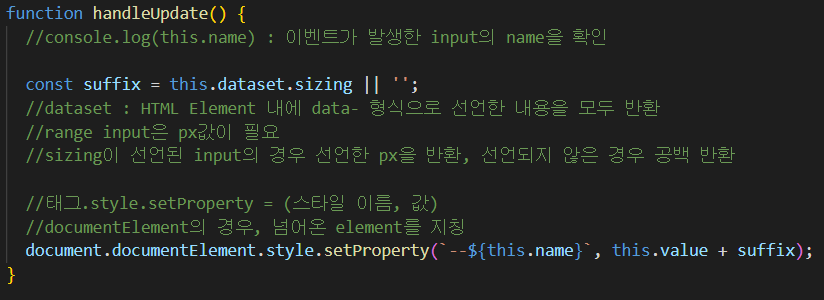 function handleUpdate() {
//console.log(this.name) : 이벤트가 발생한 input의 name을 확인
const suffix = this.dataset.sizing || '';
//dataset : HTML Element 내에 data- 형식으로 선언한 내용을 모두 반환
//range input은 px값이 필요
//sizing이 선언된 input의 경우 선언한 px을 반환, 선언되지 않은 경우 공백 반환
//태그.style.setProperty = (스타일 이름, 값)
//documentElement의 경우, 넘어온 element를 지칭
document.documentElement.style.setProperty(`--${this.name}`, this.value + suffix);
}